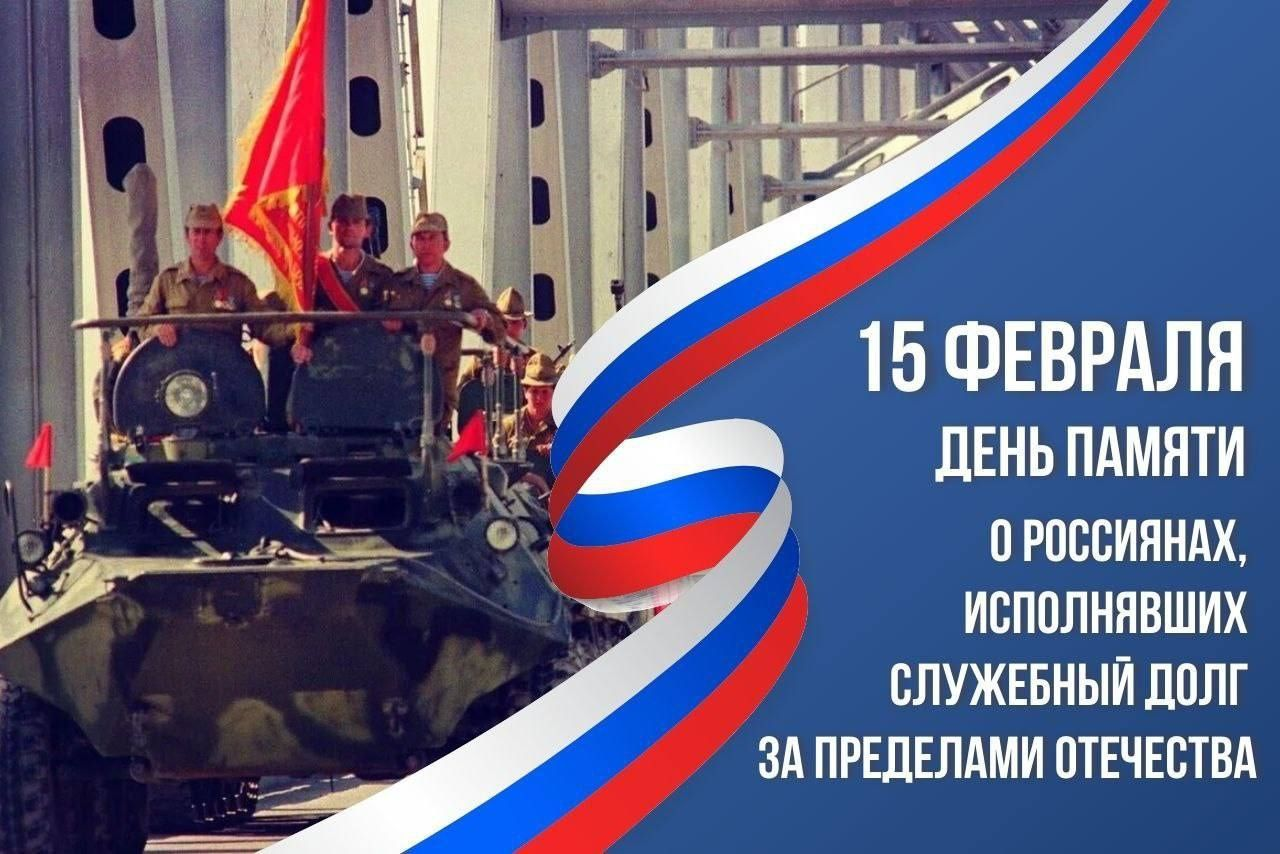 15 ФЕВРАЛЯ
ДЕНЬ ПАМЯТИ
О РОССИЯНАХ,
ИСПОЛНЯВШИХ
СЛУЖЕБНЫЙ ДОЛГ
ЗА ПРЕДЕЛАМИ ОТЕЧЕСТВА